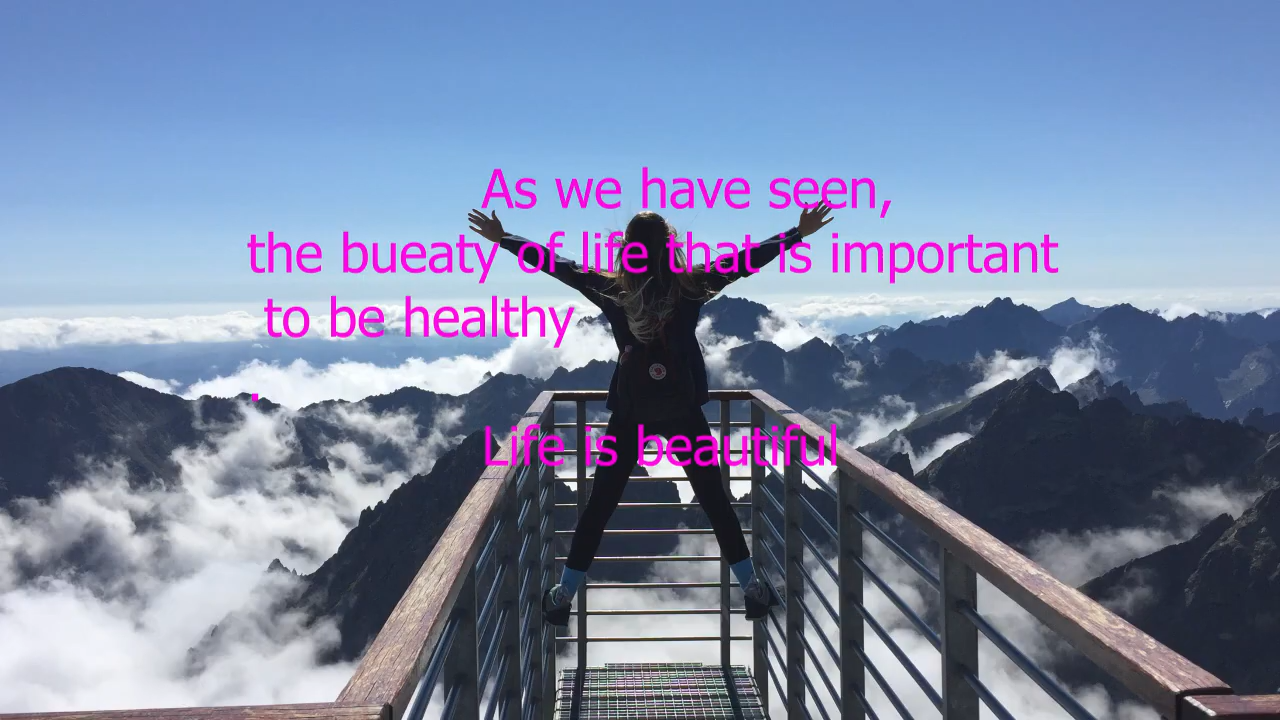 As we have seen,
the bueaty of life that is important
to be healthy
.
Life is beautiful